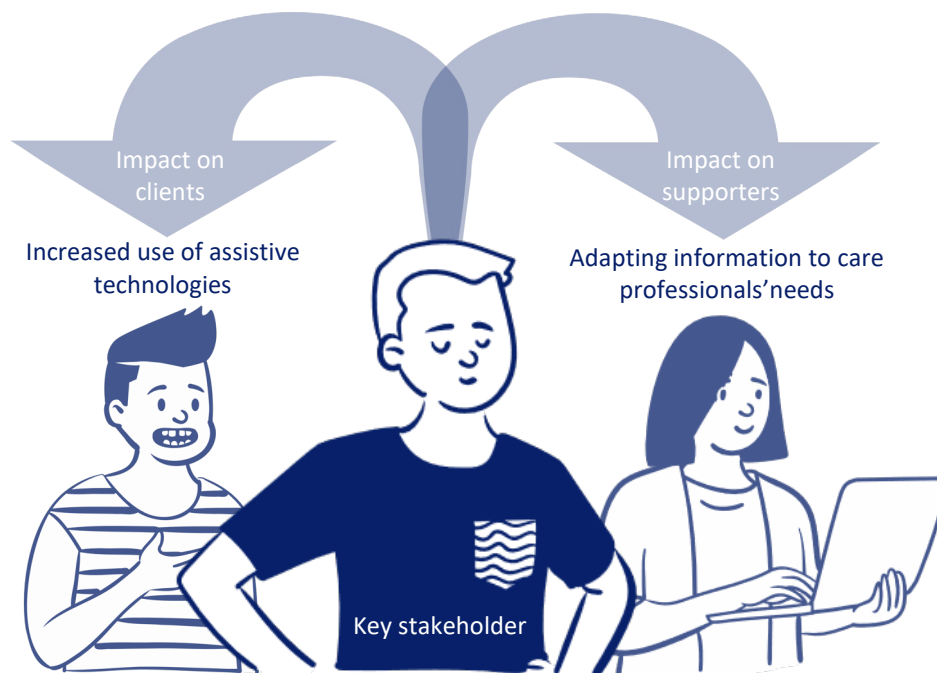 Impact on
clients
Impact on
supporters
Increased use of assistive
technologies
Adapting information to care
professionals’needs
Key stakeholder